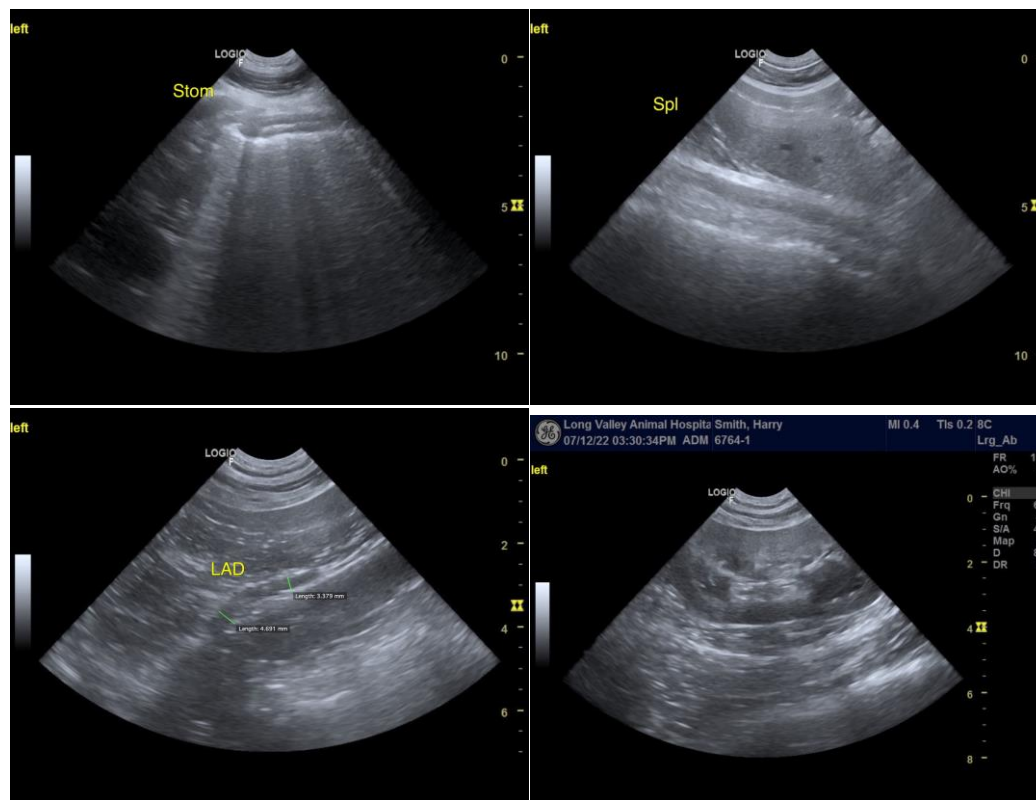 left
LOGIQ
F
Stom
0
5
10
left
LOGIQ
F
Spl
0
5
10
left
LOGIQ
F
LAD
Length: 3.379 mm
Length: 4.691 mm
0
2
4
6
Long Valley Animal Hospita Smith, Harry
07/12/22 03:30:34PM ADM 6764-1
MI 0.4 TIs 0.2 8C
Lrg_Ab
left
LOGIQ
F
FR 1
AO%
CHI
Frq
Gn
S/A
Map
D
DR
0
2
4
6
8